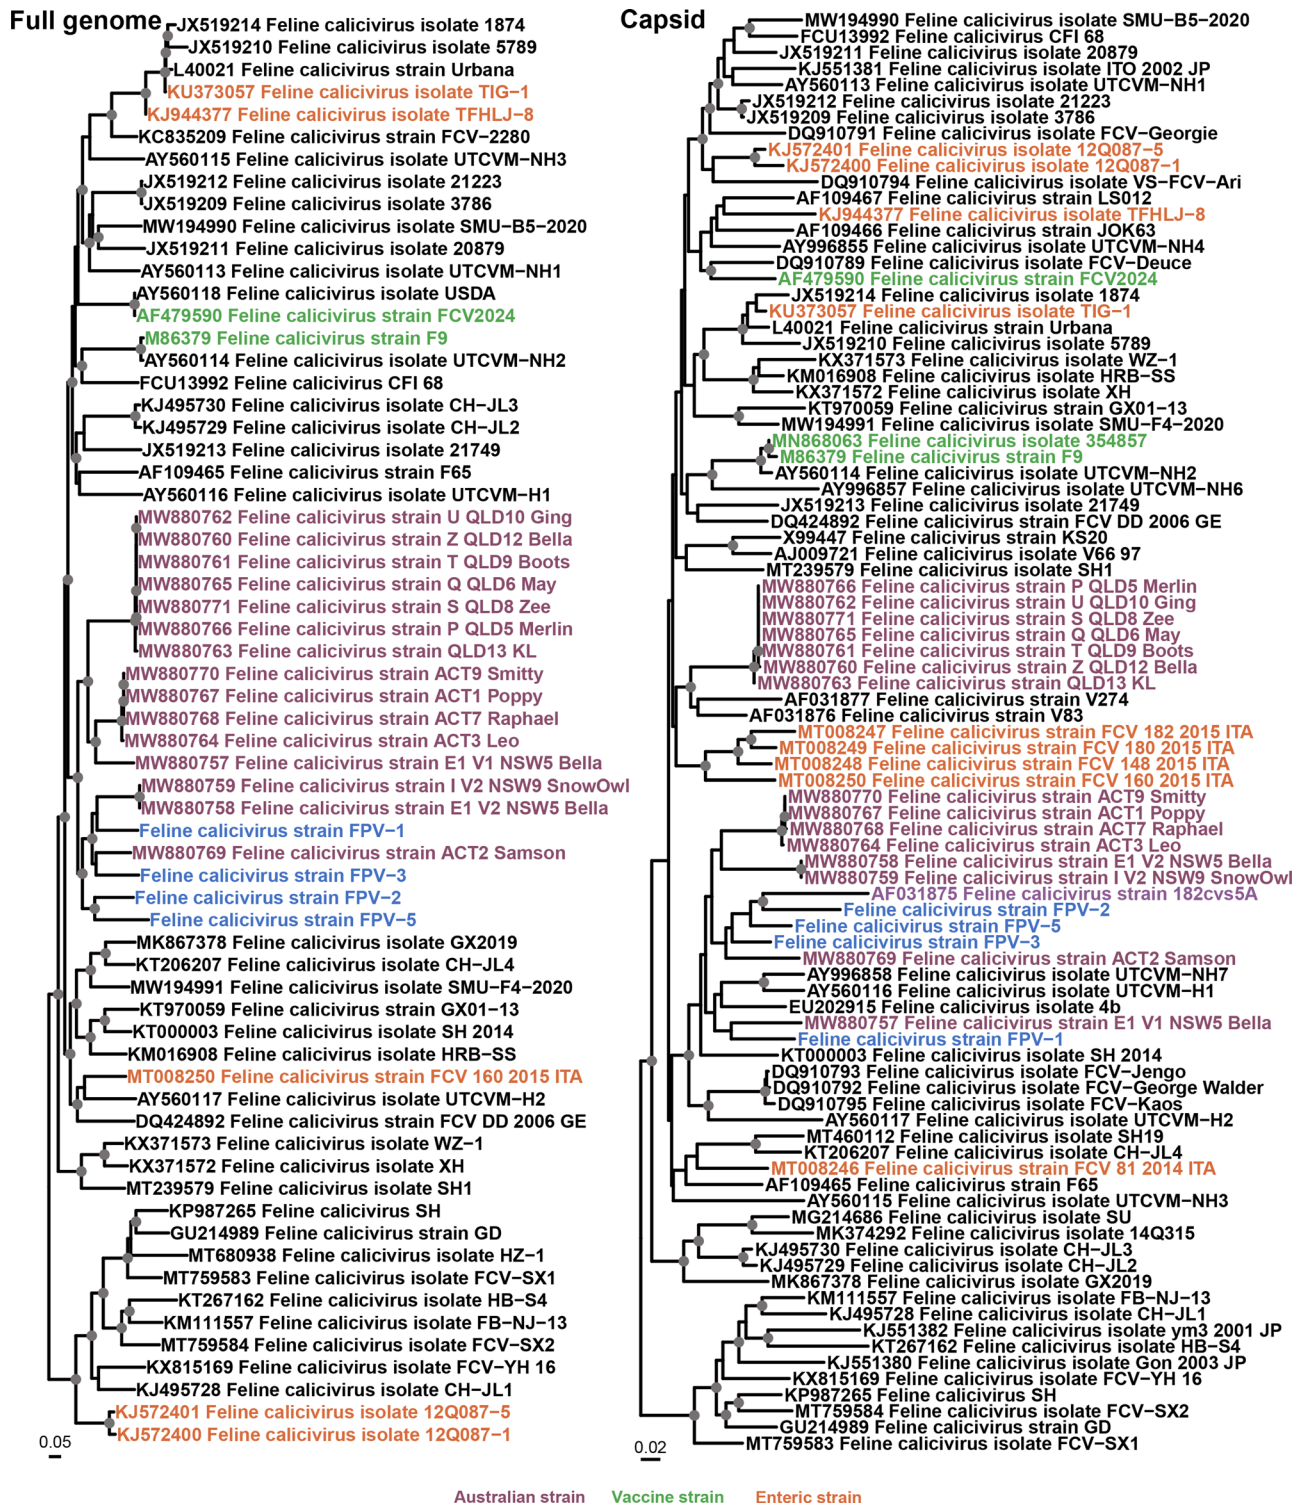 Full genome
JX519214 Feline calicivirus isolate 1874
JX519210 Feline calicivirus isolate 5789
L40021 Feline calicivirus strain Urbana
KU373057 Feline calicivirus isolate TIG−1
KJ944377 Feline calicivirus isolate TFHLJ−8
KC835209 Feline calicivirus strain FCV−2280
AY560115 Feline calicivirus isolate UTCVM−NH3
JX519212 Feline calicivirus isolate 21223
JX519209 Feline calicivirus isolate 3786
MW194990 Feline calicivirus isolate SMU−B5−2020
JX519211 Feline calicivirus isolate 20879
AY560113 Feline calicivirus isolate UTCVM−NH1
AY560118 Feline calicivirus isolate USDA
AF479590 Feline calicivirus strain FCV2024
M86379 Feline calicivirus strain F9
AY560114 Feline calicivirus isolate UTCVM−NH2
FCU13992 Feline calicivirus CFI 68
KJ495730 Feline calicivirus isolate CH−JL3
KJ495729 Feline calicivirus isolate CH−JL2
JX519213 Feline calicivirus isolate 21749
AF109465 Feline calicivirus strain F65
AY560116 Feline calicivirus isolate UTCVM−H1
MW880762 Feline calicivirus strain U QLD10 Ging
MW880760 Feline calicivirus strain Z QLD12 Bella
MW880761 Feline calicivirus strain T QLD9 Boots
MW880765 Feline calicivirus strain Q QLD6 May
MW880771 Feline calicivirus strain S QLD8 Zee
MW880766 Feline calicivirus strain P QLD5 Merlin
MW880763 Feline calicivirus strain QLD13 KL
MW880770 Feline calicivirus strain ACT9 Smitty
MW880767 Feline calicivirus strain ACT1 Poppy
MW880768 Feline calicivirus strain ACT7 Raphael
MW880764 Feline calicivirus strain ACT3 Leo
MW880757 Feline calicivirus strain E1 V1 NSW5 Bella
MW880759 Feline calicivirus strain I V2 NSW9 SnowOwl
MW880758 Feline calicivirus strain E1 V2 NSW5 Bella
Feline calicivirus strain FPV−1
MW880769 Feline calicivirus strain ACT2 Samson
Feline calicivirus strain FPV−3
Feline calicivirus strain FPV−2
Feline calicivirus strain FPV−5
MK867378 Feline calicivirus isolate GX2019
KT206207 Feline calicivirus isolate CH−JL4
MW194991 Feline calicivirus isolate SMU−F4−2020
KT970059 Feline calicivirus strain GX01−13
KT000003 Feline calicivirus isolate SH 2014
KM016908 Feline calicivirus isolate HRB−SS
MT008250 Feline calicivirus strain FCV 160 2015 ITA
AY560117 Feline calicivirus isolate UTCVM−H2
DQ424892 Feline calicivirus strain FCV DD 2006 GE
KX371573 Feline calicivirus isolate WZ−1
KX371572 Feline calicivirus isolate XH
MT239579 Feline calicivirus isolate SH1
KP987265 Feline calicivirus SH
GU214989 Feline calicivirus strain GD
MT680938 Feline calicivirus isolate HZ−1
MT759583 Feline calicivirus isolate FCV−SX1
KT267162 Feline calicivirus isolate HB−S4
KM111557 Feline calicivirus isolate FB−NJ−13
MT759584 Feline calicivirus isolate FCV−SX2
KX815169 Feline calicivirus isolate FCV−YH 16
KJ495728 Feline calicivirus isolate CH−JL1
KJ572401 Feline calicivirus isolate 12Q087−5
KJ572400 Feline calicivirus isolate 12Q087−1
0.05
Capsid
MW194990 Feline calicivirus isolate SMU−B5−2020
FCU13992 Feline calicivirus CFI 68
JX519211 Feline calicivirus isolate 20879
KJ551381 Feline calicivirus isolate ITO 2002 JP
AY560113 Feline calicivirus isolate UTCVM−NH1
JX519212 Feline calicivirus isolate 21223
JX519209 Feline calicivirus isolate 3786
DQ910791 Feline calicivirus isolate FCV−Georgie
KJ572401 Feline calicivirus isolate 12Q087−5
KJ572400 Feline calicivirus isolate 12Q087−1
DQ910794 Feline calicivirus isolate VS−FCV−Ari
AF109467 Feline calicivirus strain LS012
KJ944377 Feline calicivirus isolate TFHLJ−8
AF109466 Feline calicivirus strain JOK63
AY996855 Feline calicivirus isolate UTCVM−NH4
DQ910789 Feline calicivirus isolate FCV−Deuce
AF479590 Feline calicivirus strain FCV2024
JX519214 Feline calicivirus isolate 1874
KU373057 Feline calicivirus isolate TIG−1
L40021 Feline calicivirus strain Urbana
JX519210 Feline calicivirus isolate 5789
KX371573 Feline calicivirus isolate WZ−1
KM016908 Feline calicivirus isolate HRB−SS
KX371572 Feline calicivirus isolate XH
KT970059 Feline calicivirus strain GX01−13
MW194991 Feline calicivirus isolate SMU−F4−2020
MN868063 Feline calicivirus isolate 354857
M86379 Feline calicivirus strain F9
AY560114 Feline calicivirus isolate UTCVM−NH2
AY996857 Feline calicivirus isolate UTCVM−NH6
JX519213 Feline calicivirus isolate 21749
DQ424892 Feline calicivirus strain FCV DD 2006 GE
X99447 Feline calicivirus strain KS20
AJ009721 Feline calicivirus isolate V66 97
MT239579 Feline calicivirus isolate SH1
MW880766 Feline calicivirus strain P QLD5 Merlin
MW880762 Feline calicivirus strain U QLD10 Ging
MW880771 Feline calicivirus strain S QLD8 Zee
MW880765 Feline calicivirus strain Q QLD6 May
MW880761 Feline calicivirus strain T QLD9 Boots
MW880760 Feline calicivirus strain Z QLD12 Bella
MW880763 Feline calicivirus strain QLD13 KL
AF031877 Feline calicivirus strain V274
AF031876 Feline calicivirus strain V83
MT008247 Feline calicivirus strain FCV 182 2015 ITA
MT008249 Feline calicivirus strain FCV 180 2015 ITA
MT008248 Feline calicivirus strain FCV 148 2015 ITA
MT008250 Feline calicivirus strain FCV 160 2015 ITA
MW880770 Feline calicivirus strain ACT9 Smitty
MW880767 Feline calicivirus strain ACT1 Poppy
MW880768 Feline calicivirus strain ACT7 Raphael
MW880764 Feline calicivirus strain ACT3 Leo
MW880758 Feline calicivirus strain E1 V2 NSW5 Bella
MW880759 Feline calicivirus strain I V2 NSW9 SnowOwl
AF031875 Feline calicivirus strain 182cvs5A
Feline calicivirus strain FPV−2
Feline calicivirus strain FPV−5
Feline calicivirus strain FPV−3
MW880769 Feline calicivirus strain ACT2 Samson
AY996858 Feline calicivirus isolate UTCVM−NH7
AY560116 Feline calicivirus isolate UTCVM−H1
EU202915 Feline calicivirus isolate 4b
MW880757 Feline calicivirus strain E1 V1 NSW5 Bella
Feline calicivirus strain FPV−1
KT000003 Feline calicivirus isolate SH 2014
DQ910793 Feline calicivirus isolate FCV−Jengo
DQ910792 Feline calicivirus isolate FCV−George Walder
DQ910795 Feline calicivirus isolate FCV−Kaos
AY560117 Feline calicivirus isolate UTCVM−H2
MT460112 Feline calicivirus isolate SH19
KT206207 Feline calicivirus isolate CH−JL4
MT008246 Feline calicivirus strain FCV 81 2014 ITA
AF109465 Feline calicivirus strain F65
AY560115 Feline calicivirus isolate UTCVM−NH3
MG214686 Feline calicivirus isolate SU
MK374292 Feline calicivirus isolate 14Q315
KJ495730 Feline calicivirus isolate CH−JL3
KJ495729 Feline calicivirus isolate CH−JL2
MK867378 Feline calicivirus isolate GX2019
KM111557 Feline calicivirus isolate FB−NJ−13
KJ495728 Feline calicivirus isolate CH−JL1
KJ551382 Feline calicivirus isolate ym3 2001 JP
KT267162 Feline calicivirus isolate HB−S4
KJ551380 Feline calicivirus isolate Gon 2003 JP
KX815169 Feline calicivirus isolate FCV−YH 16
KP987265 Feline calicivirus SH
MT759584 Feline calicivirus isolate FCV−SX2
GU214989 Feline calicivirus strain GD
MT759583 Feline calicivirus isolate FCV−SX1
0.02
Australian strain Vaccine strain Enteric strain